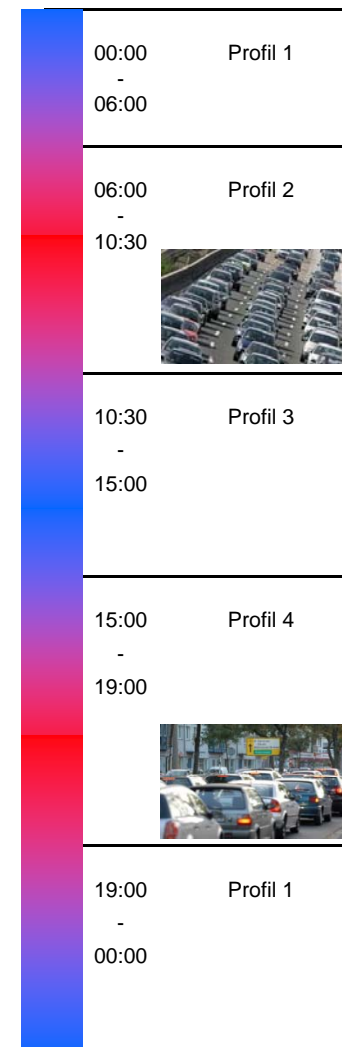 00:00 Profil 1
-
06:00
06:00 Profil 2
-
10:30
10:30 Profil 3
-
15:00
15:00 Profil 4
-
19:00
19:00 Profil 1
-
00:00